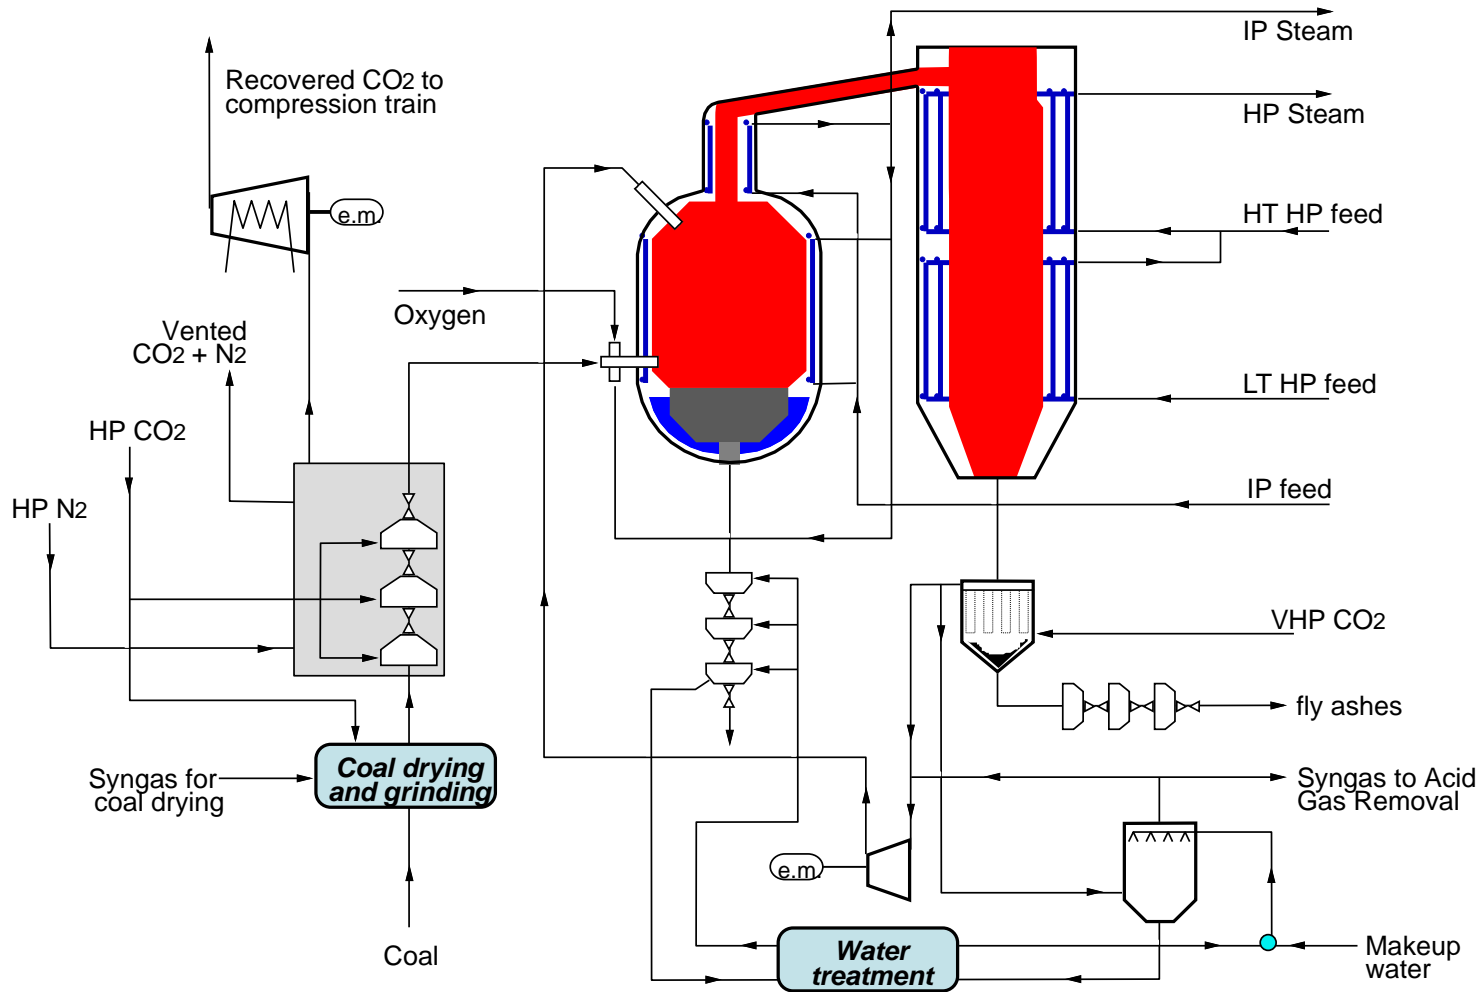 IP Steam
Recovered CO2 to
compression train
HP Steam
e.m.
HT HP feed
Oxygen
Vented
CO2 + N2
LT HP feed
HP CO2
IP feed
HP N2
VHP CO2
fly ashes
Coal drying
and grinding
Syngas for
coal drying
Syngas to Acid
Gas Removal
e.m.
Coal
Water
treatment
Makeup
water